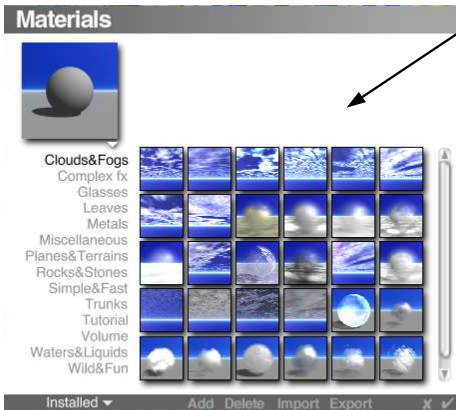 Materials
Clouds&Fogs
Complex fx
Glasses
Leaves
Metals
Miscellaneous
Planes&Terrains
Rocks&Stones
Simple&Fast
Trunks
Tutorial
Volume
Waters&Liquids
Wild&Fun
Installed Add Delete Import Export